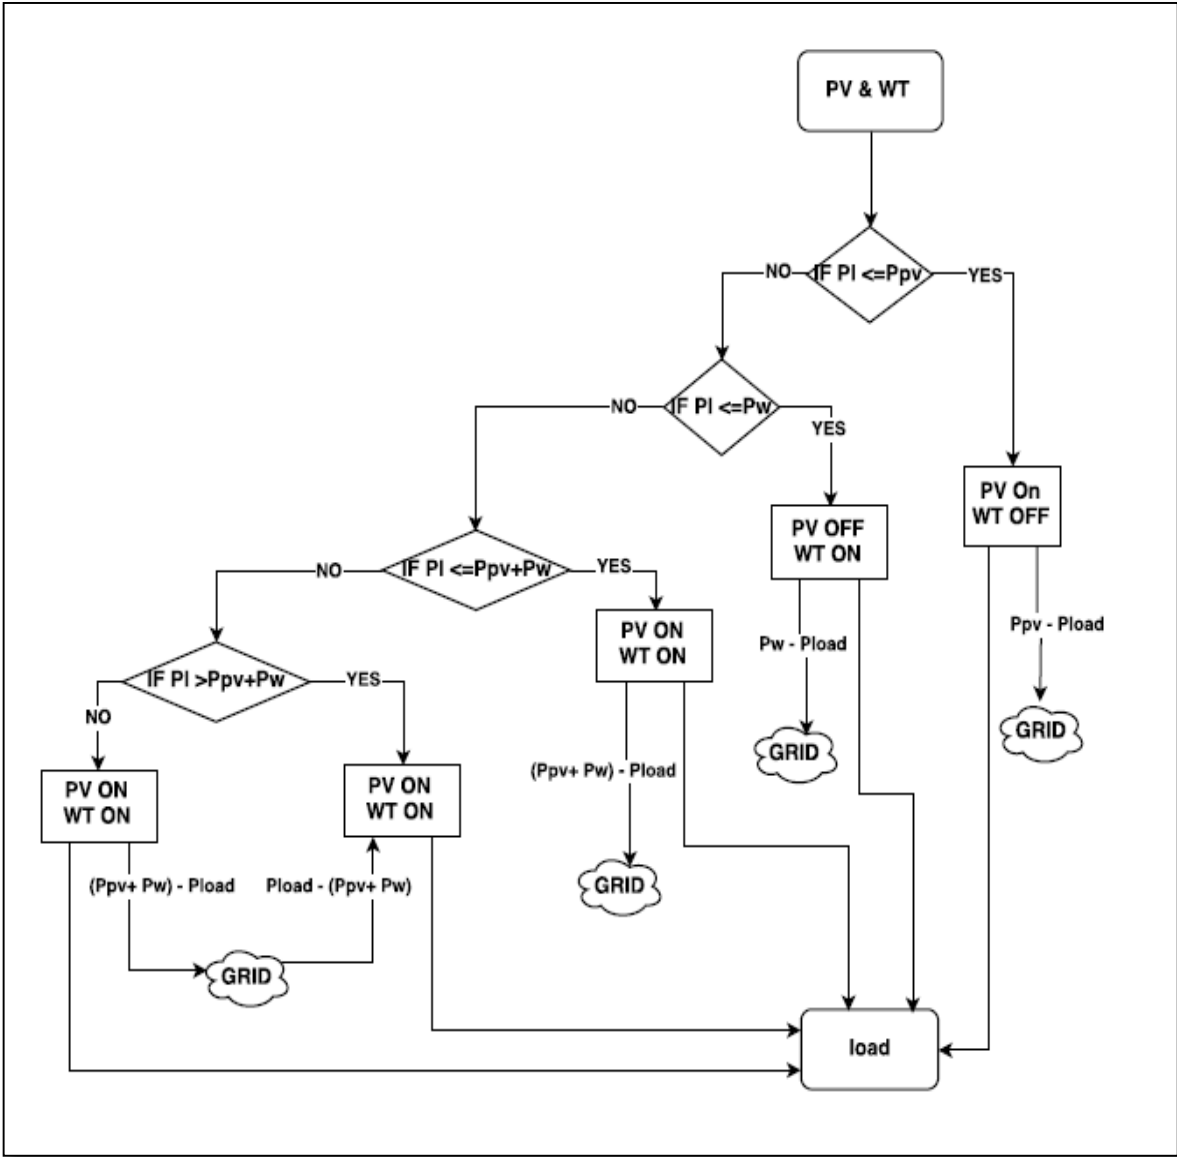 PV & WT
IF Pl <=Ppv
NO
YES
IF Pl <=Pw
NO
YES
PV On
WT OFF
PV OFF
WT ON
IF Pl <=Ppv+Pw
NO
YES
Ppv - Pload
PV ON
WT ON
Pw - Pload
IF Pl >Ppv+Pw
YES
NO
GRID
GRID
(Ppv+ Pw) - Pload
PV ON
WT ON
PV ON
WT ON
(Ppv+ Pw) - Pload
Pload - (Ppv+ Pw)
GRID
GRID
load